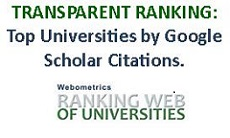 TRANSPARENT RANKING:
Top Universities by Google
Scholar Citations.
Webometrics
RANKING WEB
OF UNIVERSITIES